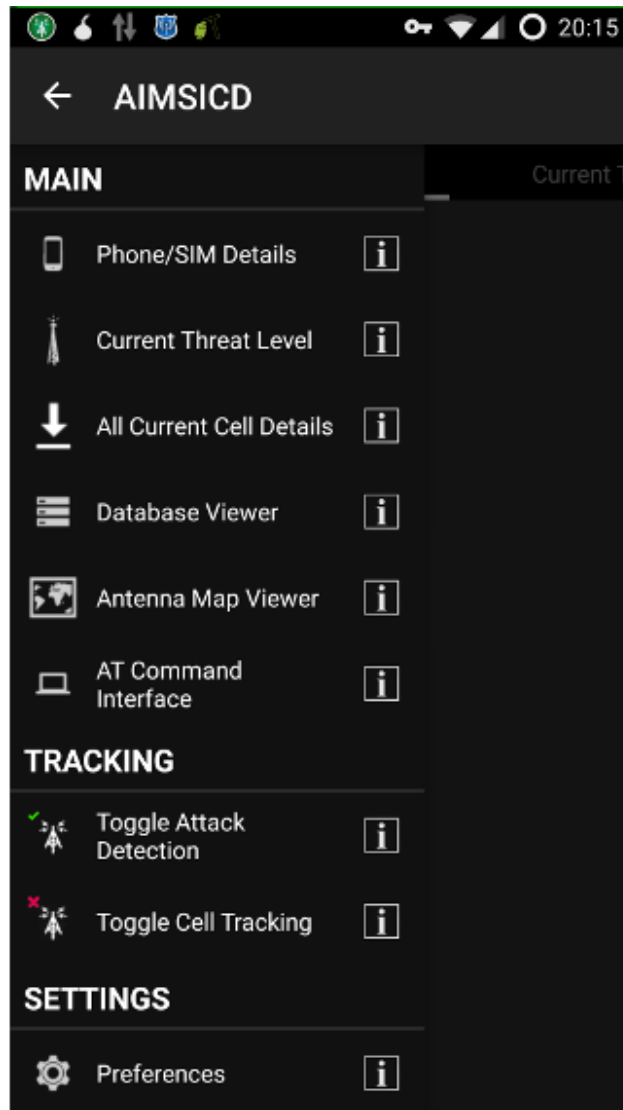 20:15
AIMSICD
Current
MAIN
Phone/SIM Details
Current Threat Level
All Current Cell Details
Database Viewer
Antenna Map Viewer
AT Command
Interface
TRACKING
Toggle Attack
Detection
Toggle Cell Tracking
SETTINGS
Preferences